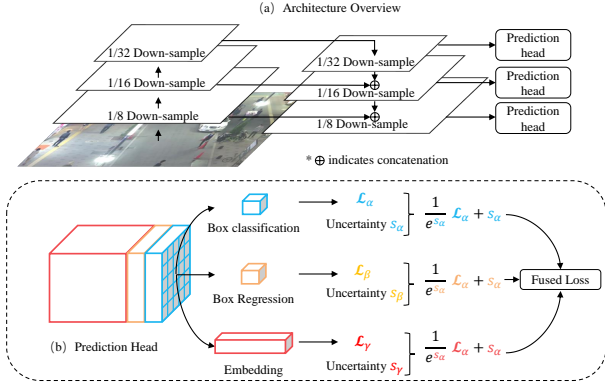 (a) Architecture Overview
1/32 Down-sample
1/16 Down-sample
1/8 Down-sample
1/32 Down-sample
1/16 Down-sample
1/8 Down-sample
Prediction head
Prediction head
Prediction head
* ⊕ indicates concatenation
Box classification
ℒα
Uncertainty sα
1/e^sα ℒα + sα
Box Regression
ℒβ
Uncertainty sβ
1/e^sα ℒα + sα
Fused Loss
(b) Prediction Head
Embedding
ℒγ
Uncertainty sγ
1/e^sα ℒα + sα